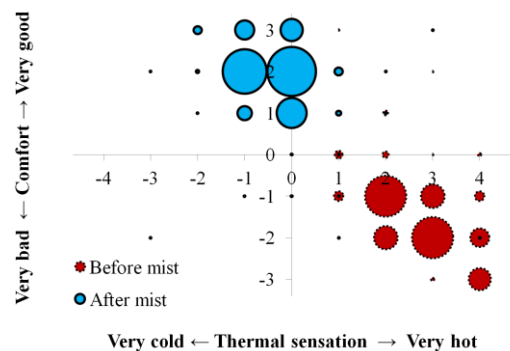 Very bad ← Comfort → Very good
3
2
1
0
-4 -3 -2 -1 0 1 2 3 4
-1
-2
-3
Before mist
After mist
Very cold ← Thermal sensation → Very hot